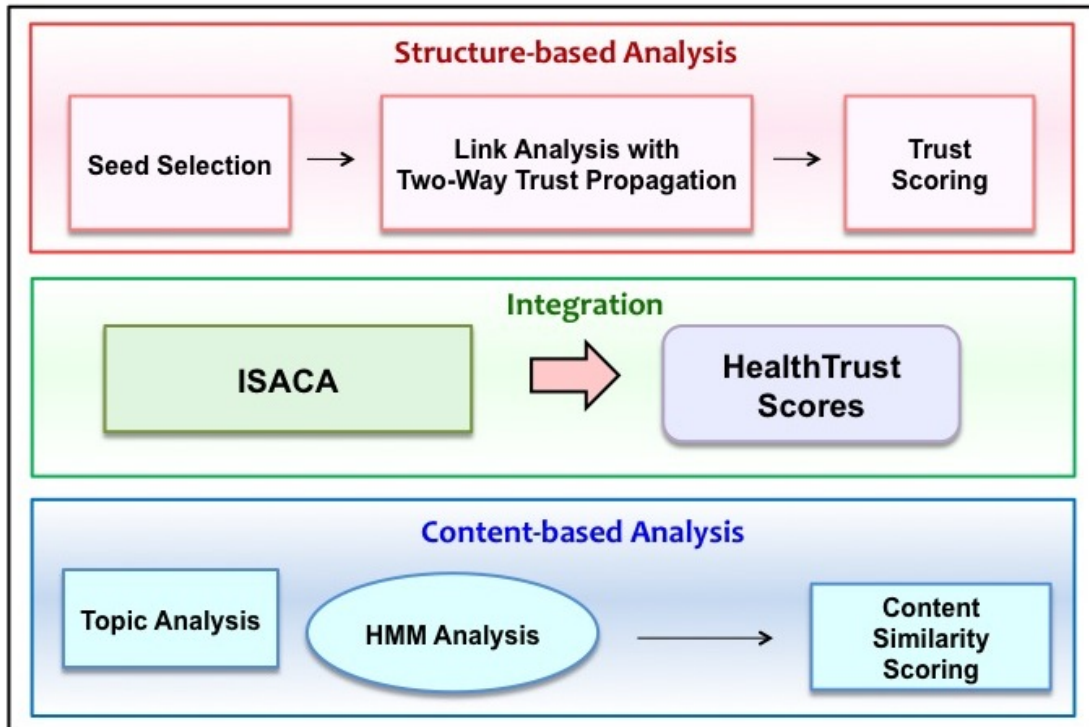 Structure-based Analysis
Seed Selection
Link Analysis with
Two-Way Trust Propagation
Trust
Scoring
Integration
ISACA
HealthTrust
Scores
Content-based Analysis
Topic Analysis
HMM Analysis
Content
Similarity
Scoring